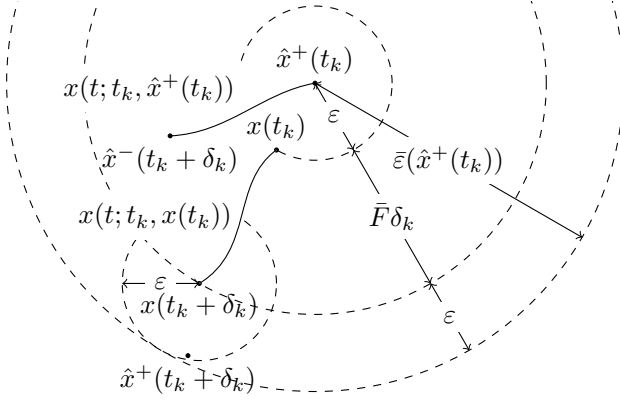 x̂⁺(t_k)
x(t; t_k, x̂⁺(t_k))
ε
x(t_k)
x̂⁻(t_k + δ_k)
ε̄(x̂⁺(t_k))
x(t; t_k, x(t_k))
F̄δ_k
ε
x(t_k + δ_k)
ε
x̂⁺(t_k + δ_k)